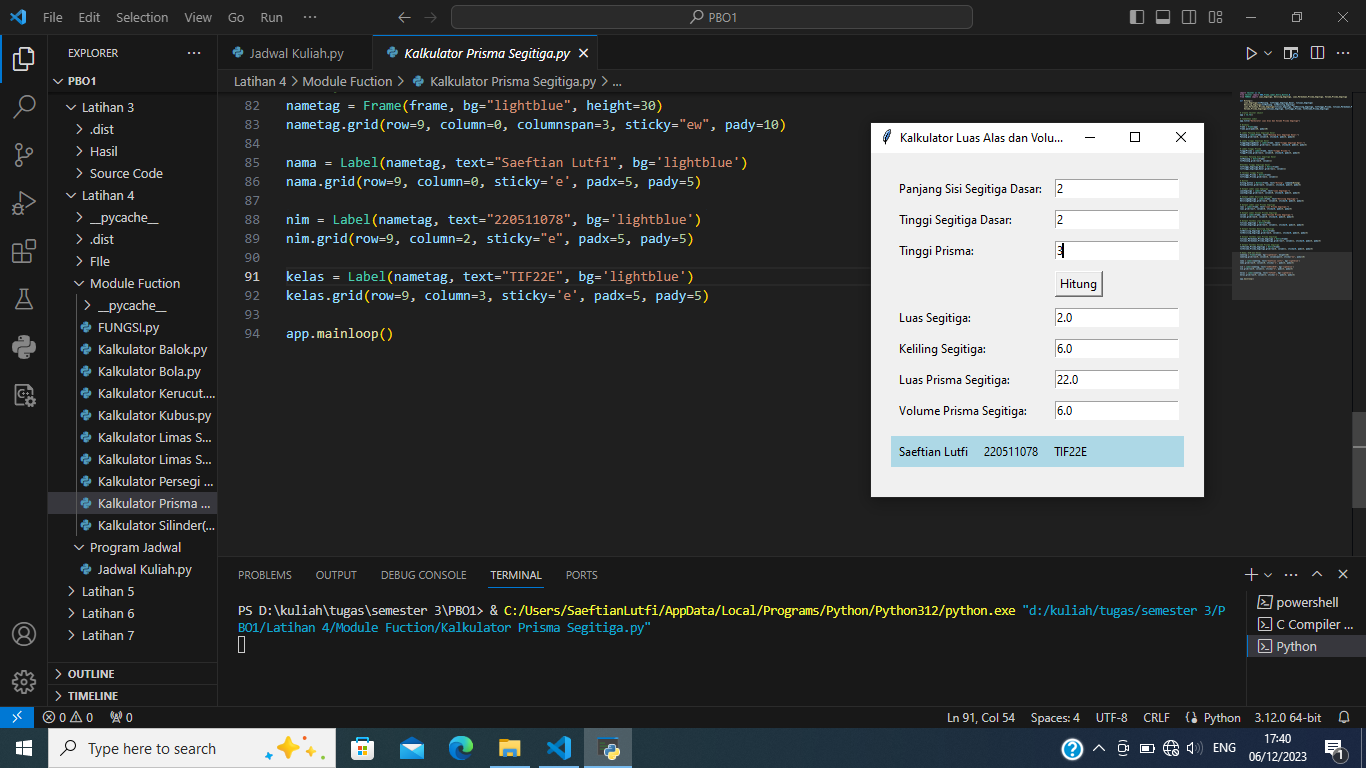 File Edit Selection View Go Run ··· PBO1
EXPLORER ···
PBO1
Latihan 3
.dist
Hasil
Source Code
Latihan 4
__pycache__
.dist
FIle
Module Fuction
__pycache__
FUNGSI.py
Kalkulator Balok.py
Kalkulator Bola.py
Kalkulator Kerucut....
Kalkulator Kubus.py
Kalkulator Limas S...
Kalkulator Limas S...
Kalkulator Persegi ...
Kalkulator Prisma ...
Kalkulator Silinder(...
Program Jadwal
Jadwal Kuliah.py
Latihan 5
Latihan 6
Latihan 7
OUTLINE
TIMELINE
Jadwal Kuliah.py Kalkulator Prisma Segitiga.py
Latihan 4 > Module Fuction > Kalkulator Prisma Segitiga.py > ...
82 nametag = Frame(frame, bg="lightblue", height=30)
83 nametag.grid(row=9, column=0, columnspan=3, sticky="ew", pady=10)
84
85 nama = Label(nametag, text="Saeftian Lutfi", bg='lightblue')
86 nama.grid(row=9, column=0, sticky='e', padx=5, pady=5)
87
88 nim = Label(nametag, text="220511078", bg='lightblue')
89 nim.grid(row=9, column=2, sticky="e", padx=5, pady=5)
90
91 kelas = Label(nametag, text="TIF22E", bg='lightblue')
92 kelas.grid(row=9, column=3, sticky='e', padx=5, pady=5)
93
94 app.mainloop()
Kalkulator Luas Alas dan Volu...
Panjang Sisi Segitiga Dasar: 2
Tinggi Segitiga Dasar: 2
Tinggi Prisma: 3
Hitung
Luas Segitiga: 2.0
Keliling Segitiga: 6.0
Luas Prisma Segitiga: 22.0
Volume Prisma Segitiga: 6.0
Saeftian Lutfi 220511078 TIF22E
PROBLEMS OUTPUT DEBUG CONSOLE TERMINAL PORTS
PS D:\kuliah\tugas\semester 3\PBO1> & C:/Users/SaeftianLutfi/AppData/Local/Programs/Python/Python312/python.exe "d:/kuliah/tugas/semester 3/P
BO1/Latihan 4/Module Fuction/Kalkulator Prisma Segitiga.py"
powershell
C Compiler ...
Python
0 0 0 Ln 91, Col 54 Spaces: 4 UTF-8 CRLF Python 3.12.0 64-bit
Type here to search
ENG
17:40
06/12/2023
1